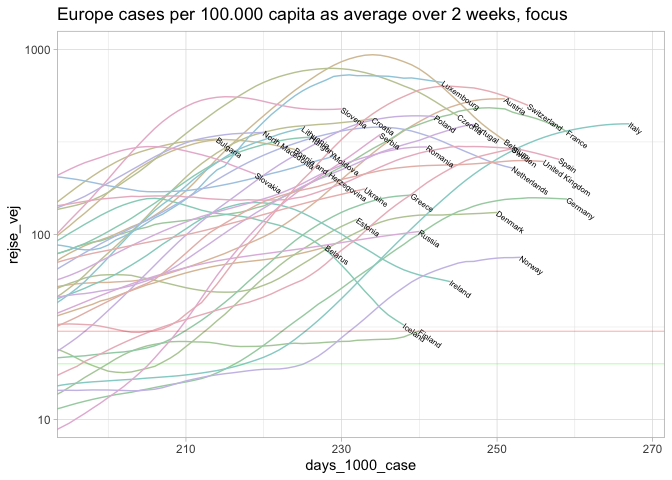 Europe cases per 100.000 capita as average over 2 weeks, focus
1000
100
10
rejse_vej
Luxembourg
Austria
Switzerland
France
Italy
Slovenia
Croatia
Poland
Czechia
Portugal
Lithuania
Hungary
Moldova
Serbia
Bulgaria
North Macedonia
Bosnia and Herzegovina
Romania
Belgium
Sweden
Spain
United Kingdom
Netherlands
Germany
Slovakia
Ukraine
Greece
Denmark
Estonia
Russia
Belarus
Norway
Ireland
Iceland
Finland
210
230
250
270
days_1000_case